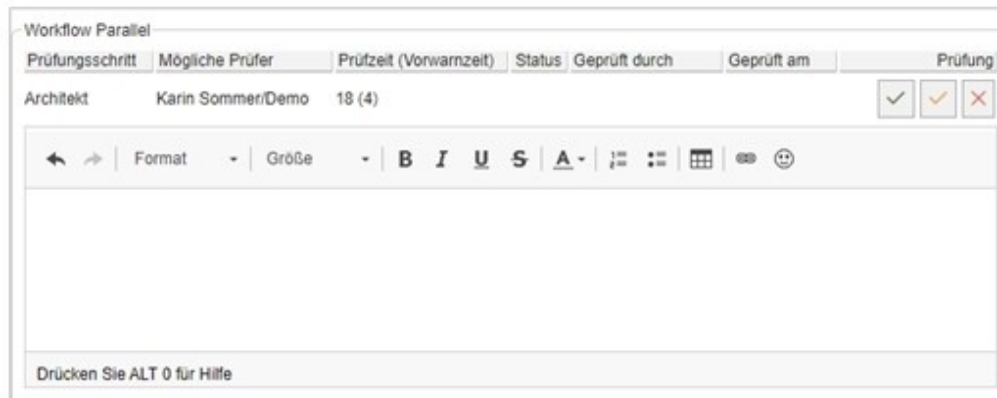 Workflow Parallel
Prüfungsschritt Mögliche Prüfer Prüfzeit (Vorwarnzeit) Status Geprüft durch Geprüft am Prüfung
Architekt Karin Sommer/Demo 18 (4)
Format Größe B I U S A
Drücken Sie ALT 0 für Hilfe